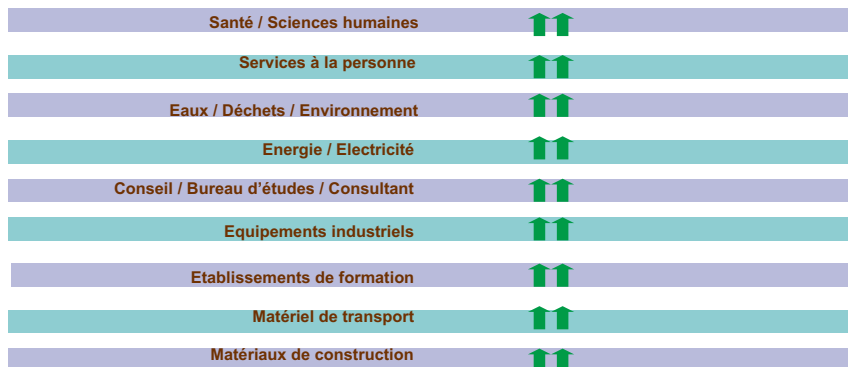 Santé / Sciences humaines
Services à la personne
Eaux / Déchets / Environnement
Energie / Electricité
Conseil / Bureau d’études / Consultant
Equipements industriels
Etablissements de formation
Matériel de transport
Matériaux de construction